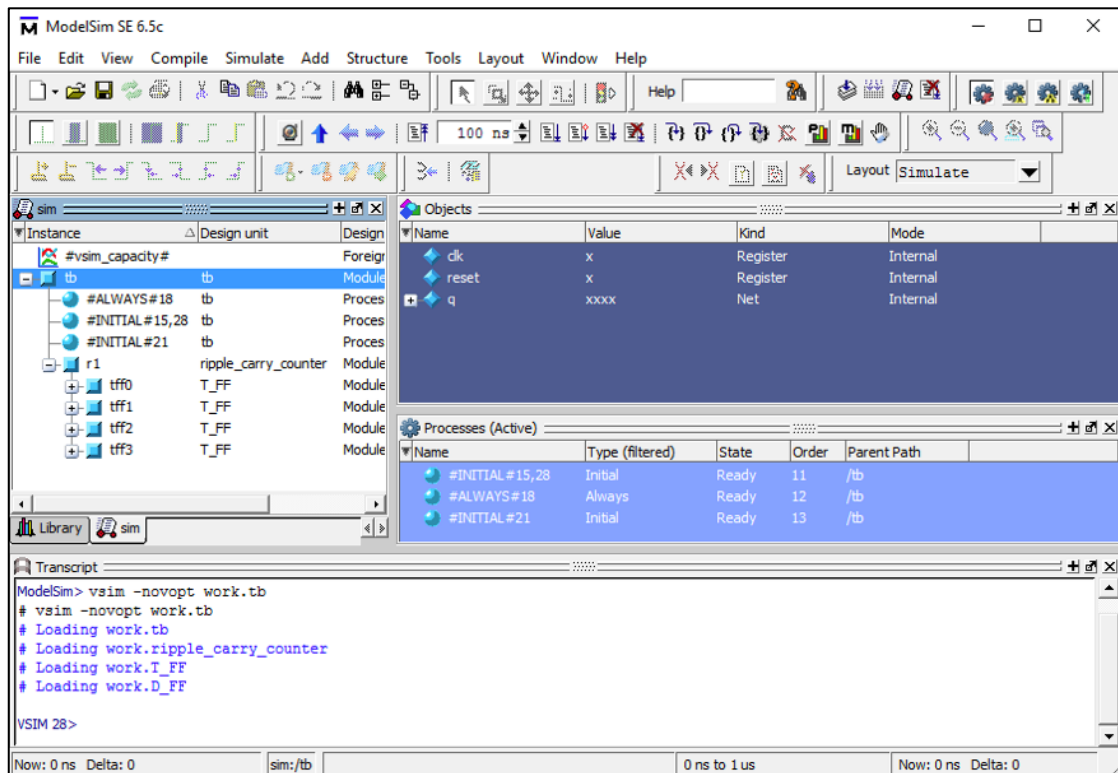 ModelSim SE 6.5c
File Edit View Compile Simulate Add Structure Tools Layout Window Help
Help
100 ns
Layout Simulate
sim
Instance Design unit Design
#vsim_capacity# Foreign
tb tb Module
#ALWAYS#18 tb Proces
#INITIAL#15,28 tb Proces
#INITIAL#21 tb Proces
r1 ripple_carry_counter Module
tff0 T_FF Module
tff1 T_FF Module
tff2 T_FF Module
tff3 T_FF Module
Library sim
Objects
Name Value Kind Mode
clk x Register Internal
reset x Register Internal
q xxxx Net Internal
Processes (Active)
Name Type (filtered) State Order Parent Path
#INITIAL#15,28 Initial Ready 11 /tb
#ALWAYS#18 Always Ready 12 /tb
#INITIAL#21 Initial Ready 13 /tb
Transcript
ModelSim> vsim -novopt work.tb
# vsim -novopt work.tb
# Loading work.tb
# Loading work.ripple_carry_counter
# Loading work.T_FF
# Loading work.D_FF
VSIM 28>
Now: 0 ns Delta: 0 sim:/tb 0 ns to 1 us Now: 0 ns Delta: 0